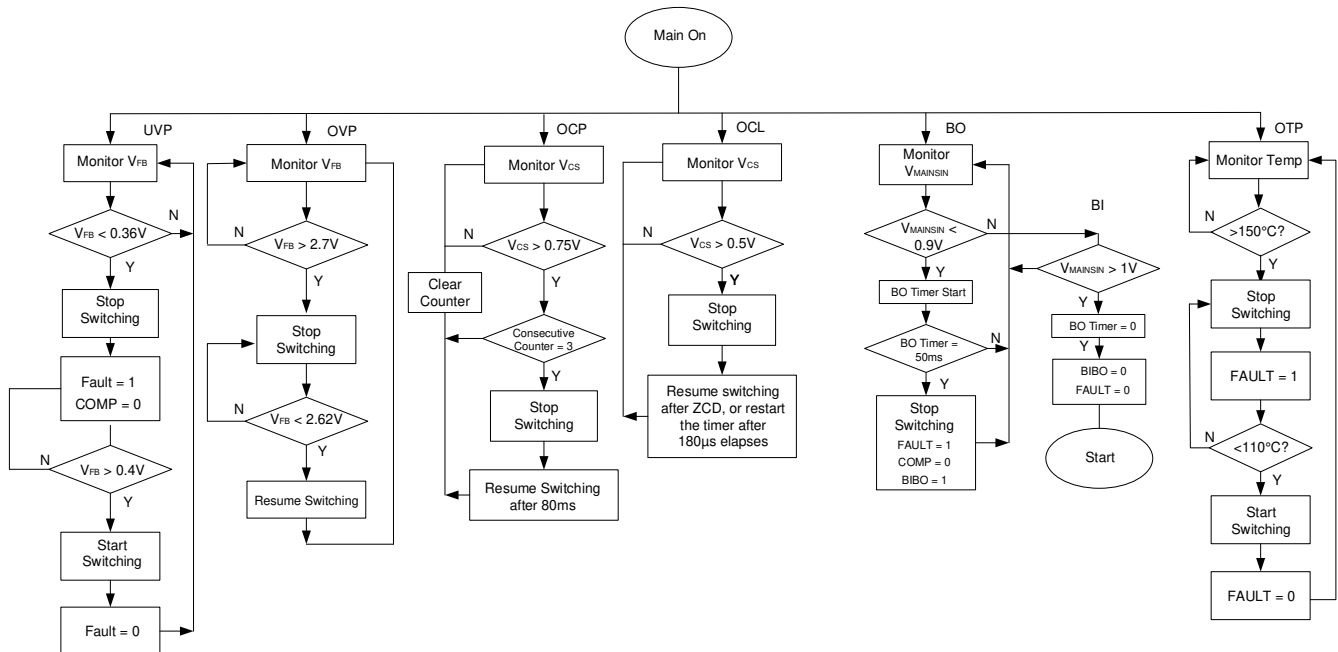 Main On
UVP
Monitor VFB
VFB < 0.36V
N
Y
Stop
Switching
Fault = 1
COMP = 0
N
VFB > 0.4V
Y
Start
Switching
Fault = 0
OVP
Monitor VFB
N
VFB > 2.7V
Y
Stop
Switching
N
VFB < 2.62V
Y
Resume Switching
OCP
Monitor VCS
N
VCS > 0.75V
Y
Clear
Counter
Consecutive
Counter = 3
Y
Stop
Switching
Resume Switching
after 80ms
OCL
Monitor VCS
N
VCS > 0.5V
Y
Stop
Switching
Resume switching
after ZCD, or restart
the timer after
180µs elapses
BO
Monitor
VMAINSIN
VMAINSIN <
0.9V
N
Y
BO Timer Start
BO Timer =
50ms
N
Y
Stop
Switching
FAULT = 1
COMP = 0
BIBO = 1
BI
VMAINSIN > 1V
Y
BO Timer = 0
Y
BIBO = 0
FAULT = 0
Start
OTP
Monitor Temp
N
>150°C?
Y
Stop
Switching
FAULT = 1
N
<110°C?
Y
Start
Switching
FAULT = 0